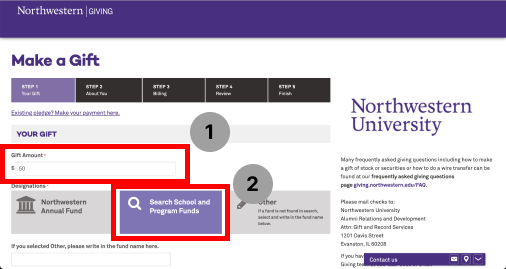 Northwestern | GIVING
Make a Gift
STEP 1
Your Gift
STEP 2
About You
STEP 3
Billing
STEP 4
Review
STEP 5
Finish
Existing pledge? Make your payment here.
YOUR GIFT
1
Gift Amount *
$ 50
Designations *
2
Northwestern
Annual Fund
Search School and
Program Funds
Other
If a fund is not found in search,
select and write in the fund name
below.
If you selected Other, please write in the fund name here.
Northwestern
University
Many frequently asked giving questions including how to make
a gift of stock or securities or how to do a wire transfer can be
found at our frequently asked giving questions
page giving.northwestern.edu/FAQ.
Please mail checks to:
Northwestern University
Alumni Relations and Development
Attn: Gift and Record Services
1201 Davis Street
Evanston, IL 60208
If you
Giving
Contact us